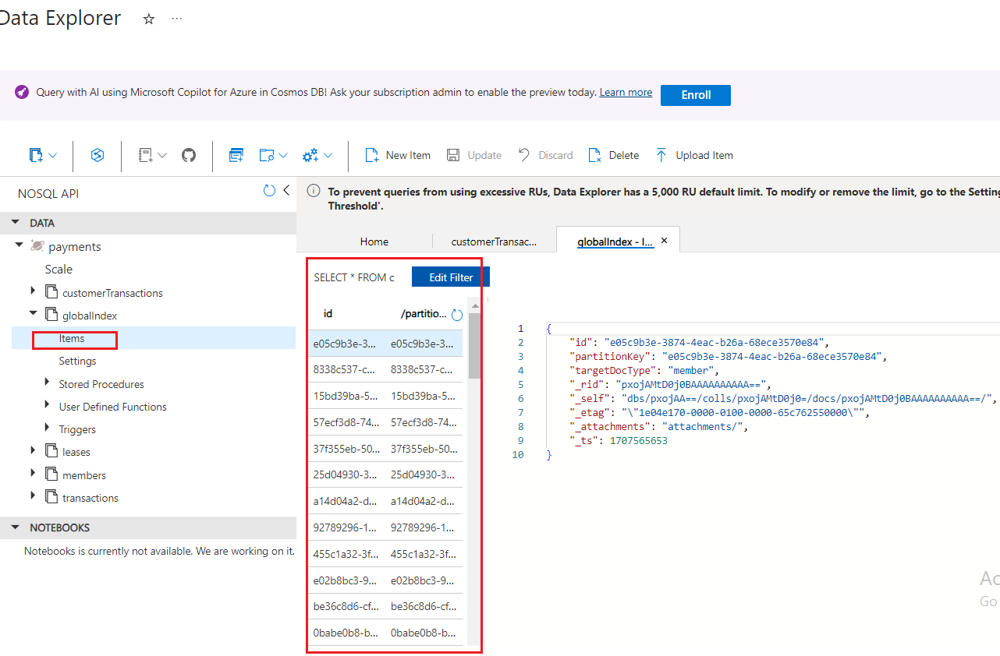 Data Explorer ☆ ···
Query with AI using Microsoft Copilot for Azure in Cosmos DB! Ask your subscription admin to enable the preview today. Learn more Enroll
New Item Update Discard Delete Upload Item
NOSQL API
To prevent queries from using excessive RUs, Data Explorer has a 5,000 RU default limit. To modify or remove the limit, go to the
Threshold'.
DATA
payments
Scale
customerTransactions
globalIndex
Items
Settings
Stored Procedures
User Defined Functions
Triggers
leases
members
transactions
NOTEBOOKS
Notebooks is currently not available. We are working on it.
Home customerTransac... globalIndex - I... ×
SELECT * FROM c Edit Filter
id /partitio...
e05c9b3e-3... e05c9b3e-3...
8338c537-c... 8338c537-c...
15bd39ba-5... 15bd39ba-5...
57ecf3d8-74... 57ecf3d8-74...
37f355eb-50... 37f355eb-50...
25d04930-3... 25d04930-3...
a14d04a2-d... a14d04a2-d...
92789296-1... 92789296-1...
455c1a32-3f... 455c1a32-3f...
e02b8bc3-9... e02b8bc3-9...
be36c8d6-cf... be36c8d6-cf...
0babe0b8-b... 0babe0b8-b...
1 {
2 "id": "e05c9b3e-3874-4eac-b26a-68ece3570e84",
3 "partitionKey": "e05c9b3e-3874-4eac-b26a-68ece3570e84",
4 "targetDocType": "member",
5 "_rid": "pxojAMtD0j0BAAAAAAAAAA==",
6 "_self": "dbs/pxojAA==/colls/pxojAMtD0j0=/docs/pxojAMtD0j0BAAAAAAAAAA==/",
7 "_etag": "\"1e04e170-0000-0100-0000-65c762550000\"",
8 "_attachments": "attachments/",
9 "_ts": 1707565653
10 }
Go